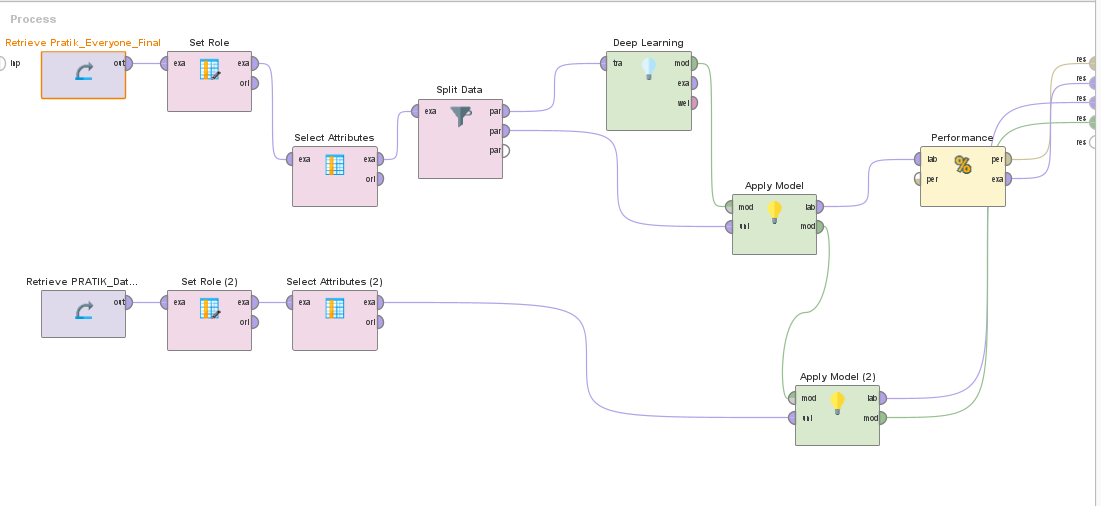 Process
Retrieve Pratik_Everyone_Final
Set Role
Deep Learning
inp
out
exa
exa
ori
tra
mod
exa
wei
Split Data
exa
par
par
par
Select Attributes
exa
exa
ori
Performance
lab
per
per
exa
res
res
res
res
res
Apply Model
mod
unl
lab
mod
Retrieve PRATIK_Dat...
Set Role (2)
Select Attributes (2)
out
exa
exa
ori
exa
exa
ori
Apply Model (2)
mod
unl
lab
mod